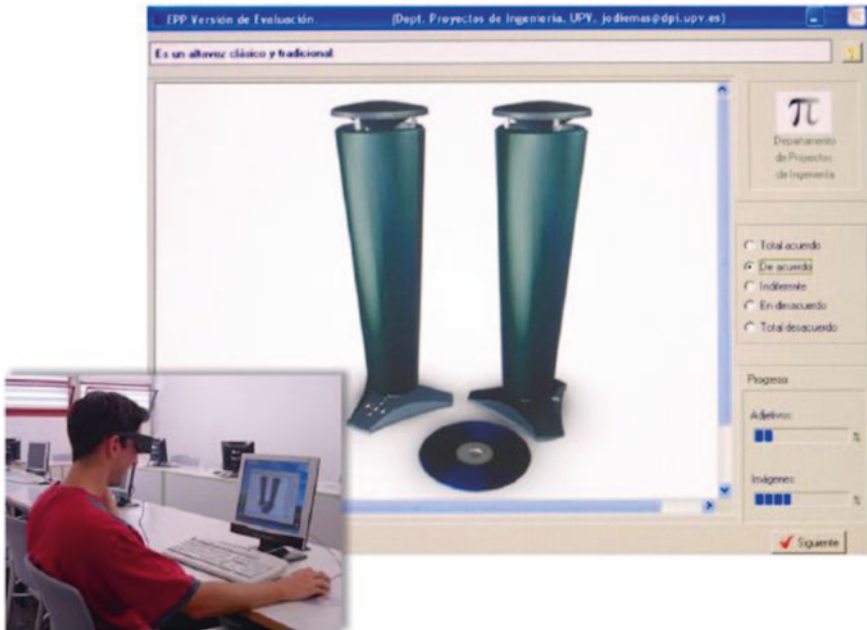 EPP Versión de Evaluación. (Dept. Proyectos de Ingeniería, UPV, jodiemas@dpi.upv.es)
Es un altavoz clásico y tradicional
π
Departamento
de Proyectos
de Ingeniería
Total acuerdo
De acuerdo
Indiferente
En desacuerdo
Total desacuerdo
Progreso
Adjetivos:
%
Imágenes:
%
Siguiente